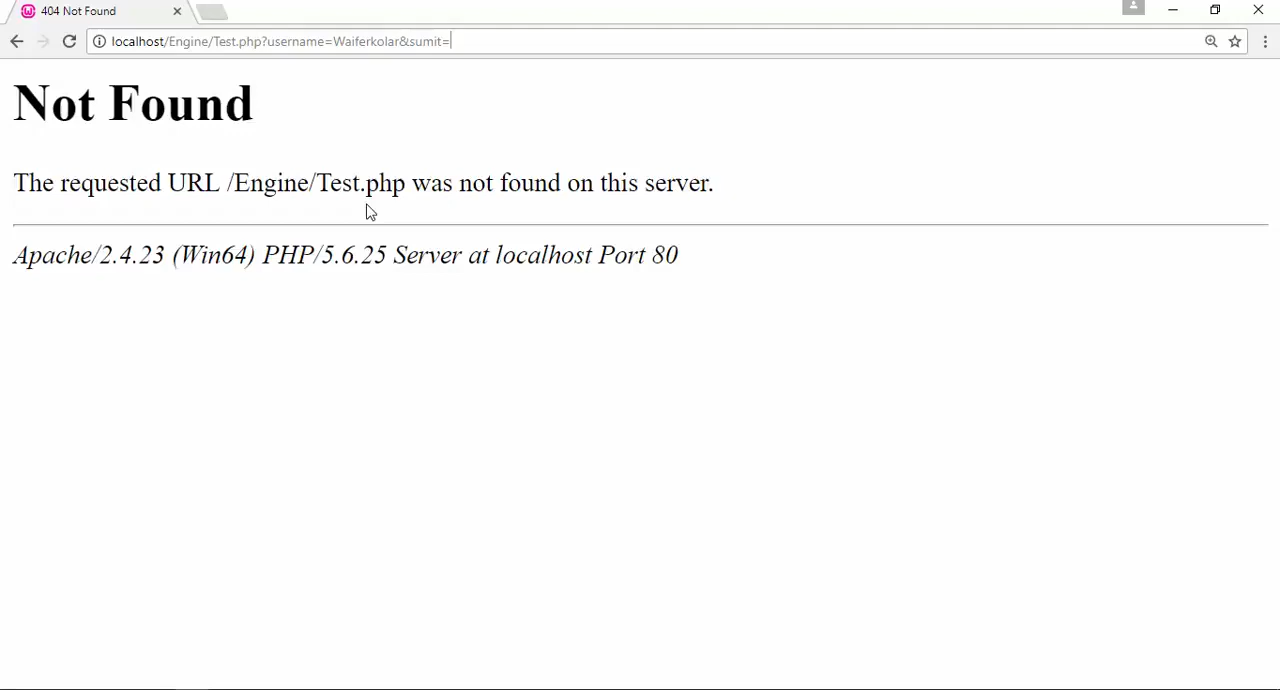 404 Not Found
localhost/Engine/Test.php?username=Waiferkolar&sumit=
Not Found
The requested URL /Engine/Test.php was not found on this server.
Apache/2.4.23 (Win64) PHP/5.6.25 Server at localhost Port 80